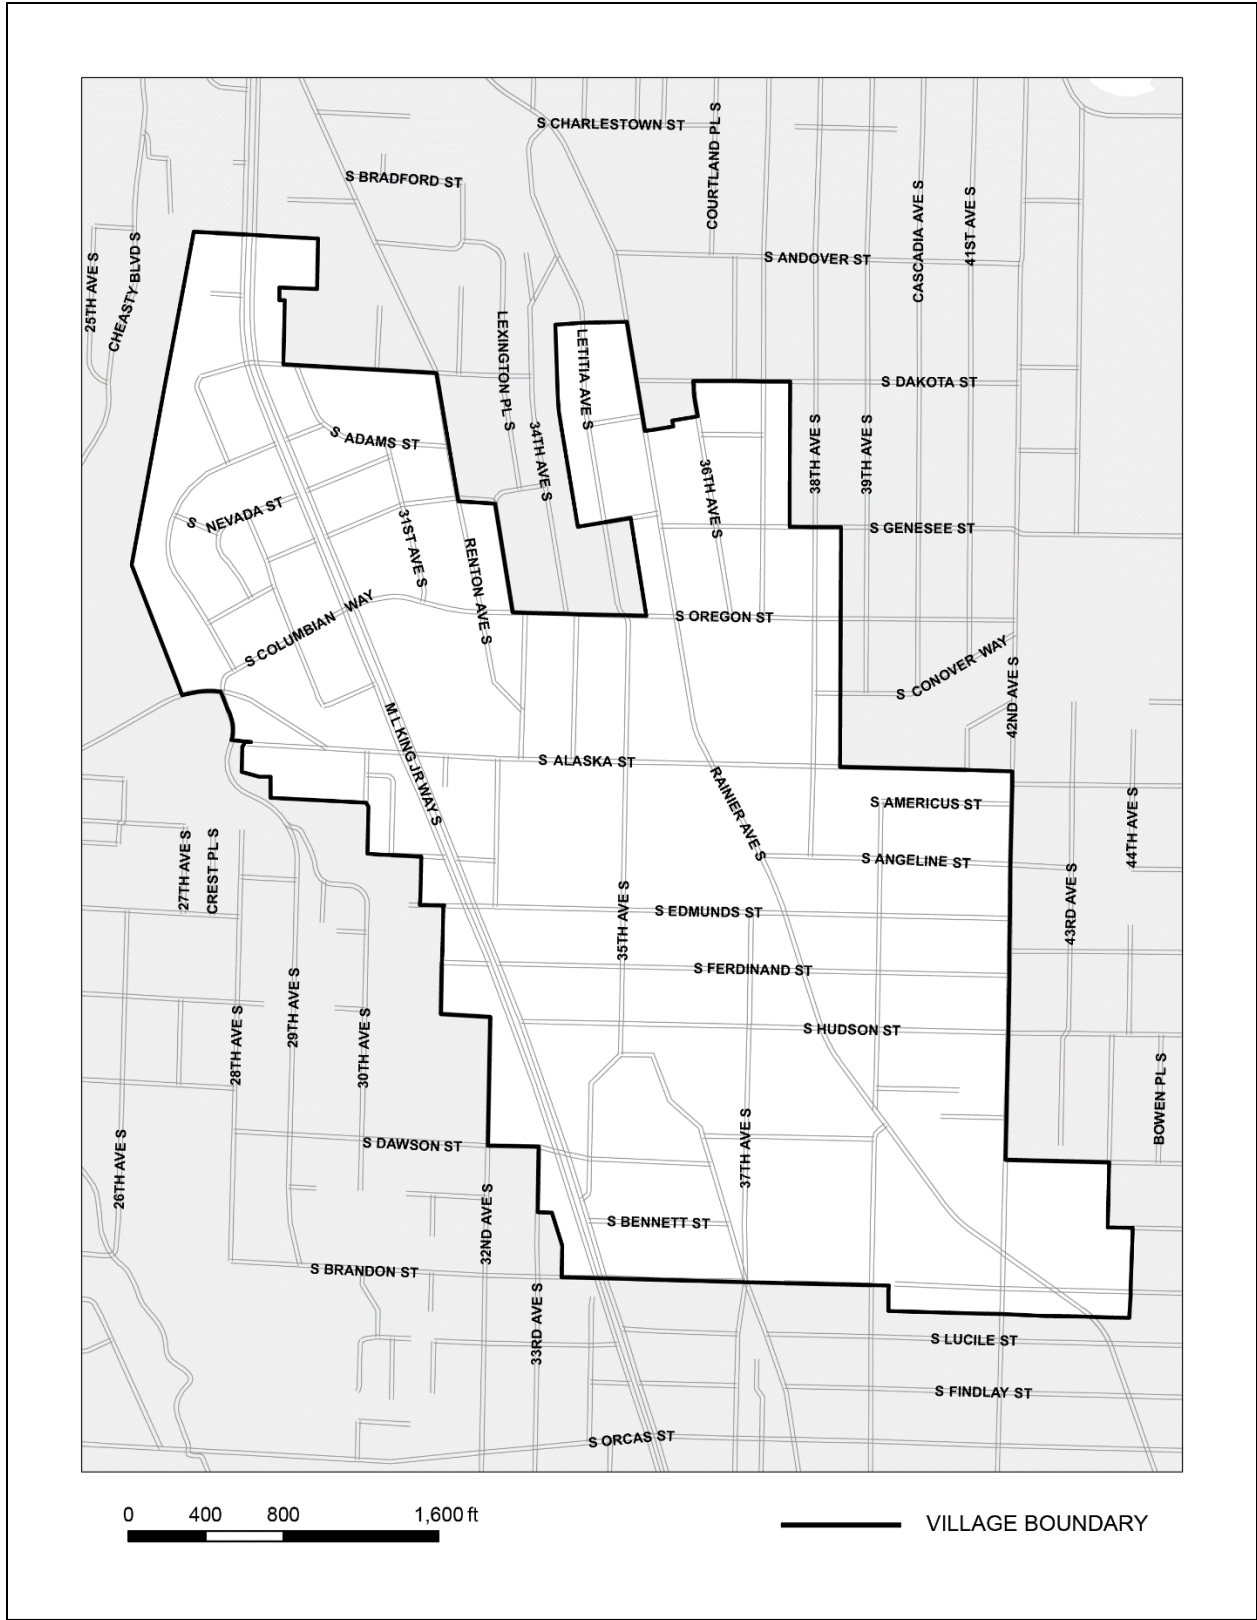 S CHARLESTOWN ST
COURTLAND PL S
S BRADFORD ST
CASCADIA AVE S
41ST AVE S
25TH AVE S
CHEASTY BLVD S
S ANDOVER ST
LEXINGTON PL S
LETITIA AVE S
S DAKOTA ST
S ADAMS ST
34TH AVE S
36TH AVE S
38TH AVE S
39TH AVE S
S NEVADA ST
31ST AVE S
RENTON AVE S
S GENESEE ST
S COLUMBIAN WAY
S OREGON ST
S CONOVER WAY
42ND AVE S
M L KING JR WAY S
S ALASKA ST
RAINIER AVE S
S AMERICUS ST
44TH AVE S
27TH AVE S
CREST PL S
S ANGELINE ST
43RD AVE S
35TH AVE S
S EDMUNDS ST
S FERDINAND ST
28TH AVE S
29TH AVE S
30TH AVE S
S HUDSON ST
BOWEN PL S
26TH AVE S
S DAWSON ST
37TH AVE S
32ND AVE S
S BENNETT ST
S BRANDON ST
33RD AVE S
S LUCILE ST
S FINDLAY ST
S ORCAS ST
0 400 800 1,600 ft
VILLAGE BOUNDARY